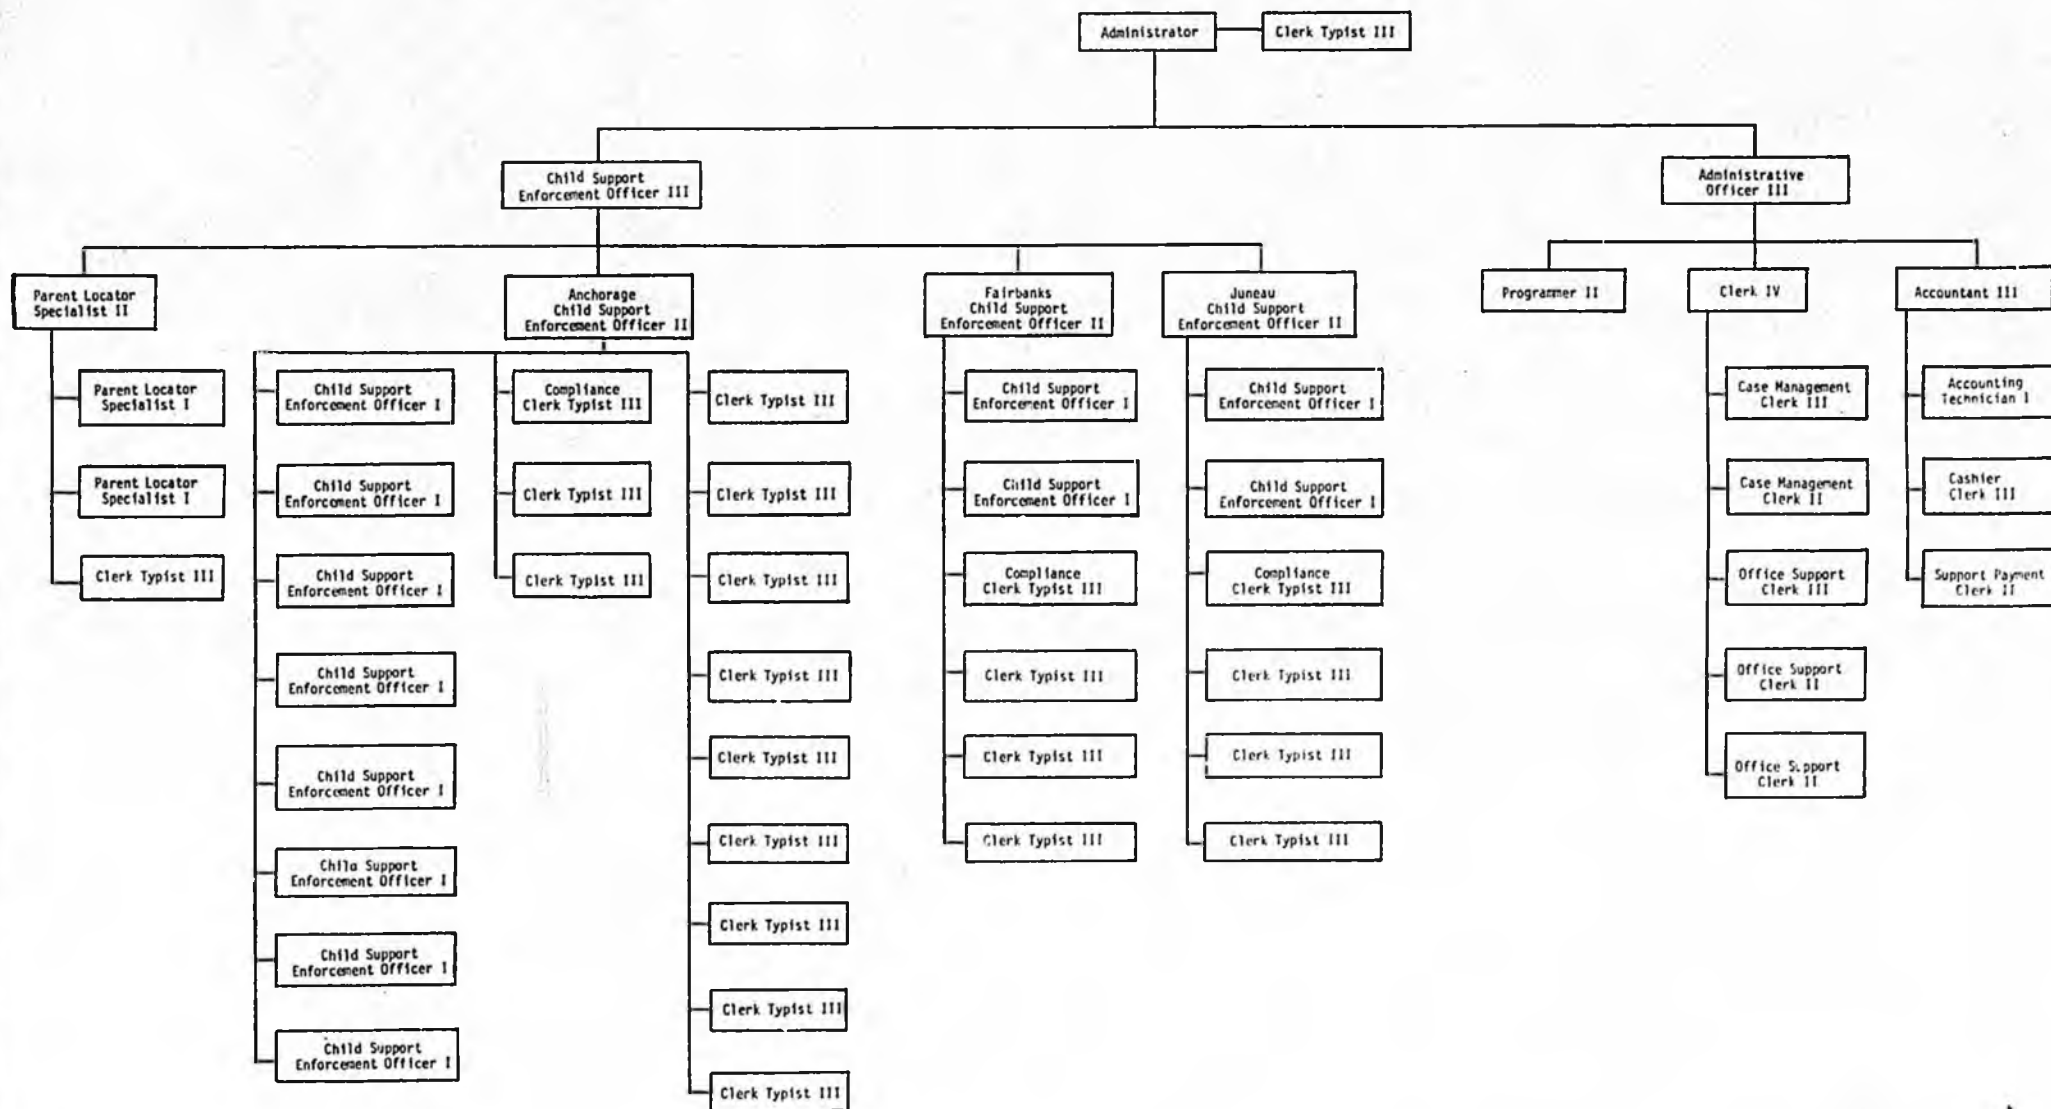 Administrator
Clerk Typist III
Child Support
Enforcement Officer III
Administrative
Officer III
Parent Locator
Specialist II
Anchorage
Child Support
Enforcement Officer II
Fairbanks
Child Support
Enforcement Officer II
Juneau
Child Support
Enforcement Officer II
Programmer II
Clerk IV
Accountant III
Parent Locator
Specialist I
Parent Locator
Specialist I
Clerk Typist III
Child Support
Enforcement Officer I
Child Support
Enforcement Officer I
Child Support
Enforcement Officer I
Child Support
Enforcement Officer I
Child Support
Enforcement Officer I
Child Support
Enforcement Officer I
Child Support
Enforcement Officer I
Child Support
Enforcement Officer I
Compliance
Clerk Typist III
Clerk Typist III
Clerk Typist III
Clerk Typist III
Clerk Typist III
Clerk Typist III
Clerk Typist III
Clerk Typist III
Clerk Typist III
Clerk Typist III
Clerk Typist III
Clerk Typist III
Child Support
Enforcement Officer I
Child Support
Enforcement Officer I
Compliance
Clerk Typist III
Clerk Typist III
Clerk Typist III
Clerk Typist III
Child Support
Enforcement Officer I
Child Support
Enforcement Officer I
Compliance
Clerk Typist III
Clerk Typist III
Clerk Typist III
Clerk Typist III
Case Management
Clerk III
Case Management
Clerk II
Office Support
Clerk III
Office Support
Clerk II
Office Support
Clerk II
Accounting
Technician I
Cashier
Clerk III
Support Payment
Clerk II